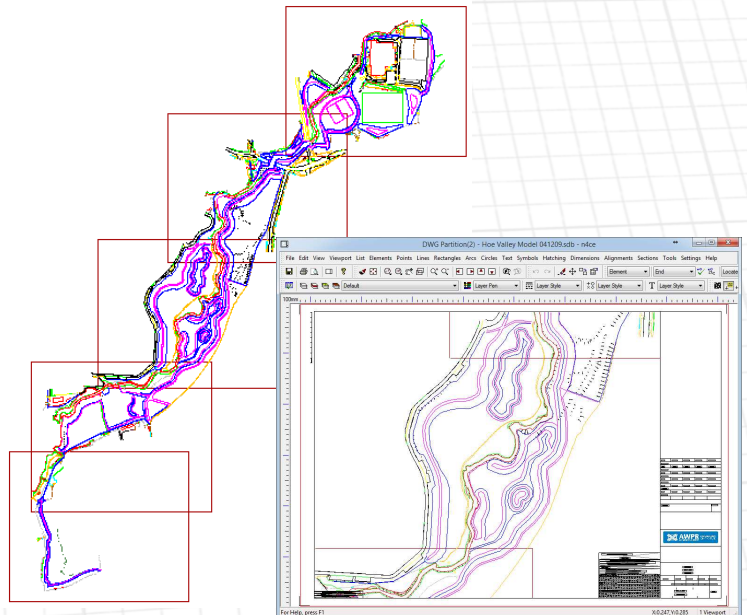 DWG Partition(2) - Hoe Valley Model 041209.sdb - n4ce
File Edit View Viewport List Elements Points Lines Rectangles Arcs Circles Text Symbols Hatching Dimensions Alignments Sections Tools Settings Help
Element End Locate
Default Layer Pen Layer Style Layer Style T Layer Style
100mm
AWPR
For Help, press F1 X:0.247,Y:0.285 1 Viewport